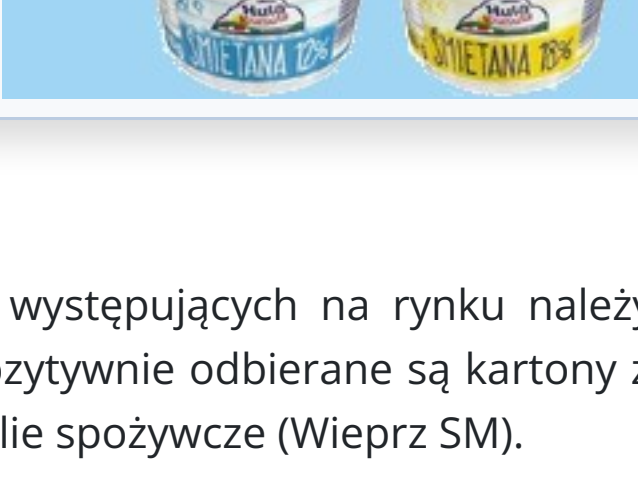 Hula
Hula
ŚMIETANA 12%
ŚMIETANA 18%
występujących na rynku należy
ozytywnie odbierane są kartony z
lie spożywcze (Wieprz SM).